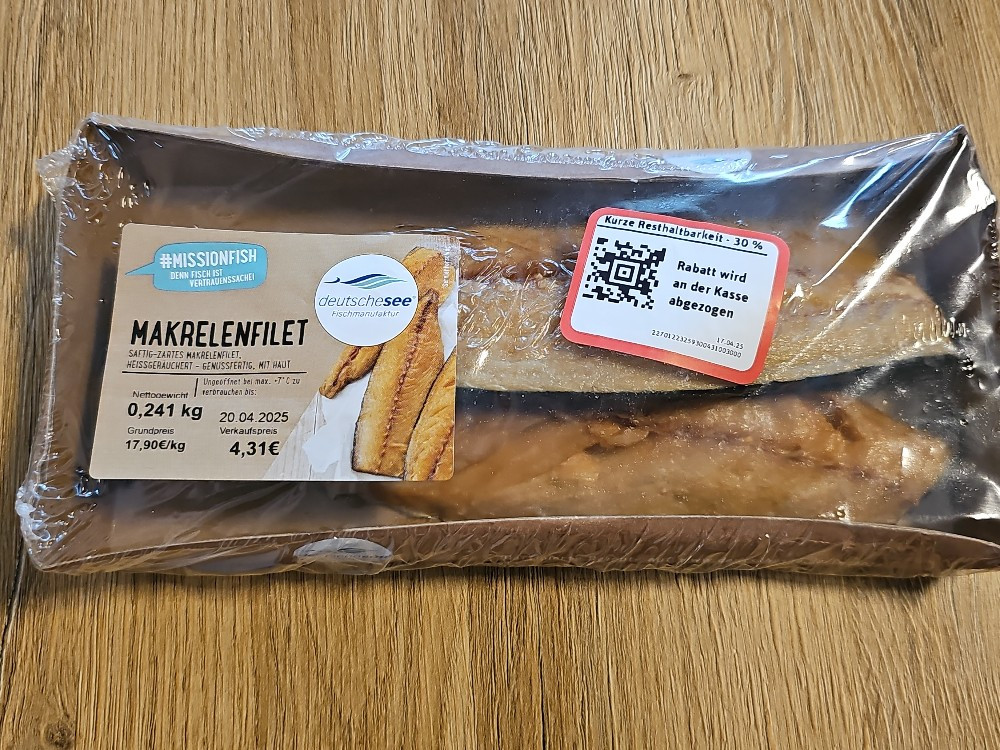 #MISSIONFISH
DENN FISCH IST
VERTRAUENSSACHE!
deutschesee®
Fischmanufaktur
MAKRELENFILET
SAFTIG-ZARTES MAKRELENFILET,
HEISSGERÄUCHERT - GENUSSFERTIG, MIT HAUT
Nettogewicht
0,241 kg
Ungeöffnet bei max. +7°C zu
verbrauchen bis:
20.04.2025
Grundpreis
17,90€/kg
Verkaufspreis
4,31€
Kurze Resthaltbarkeit - 30 %
Rabatt wird
an der Kasse
abgezogen
17.04.25
22701223259300431003000